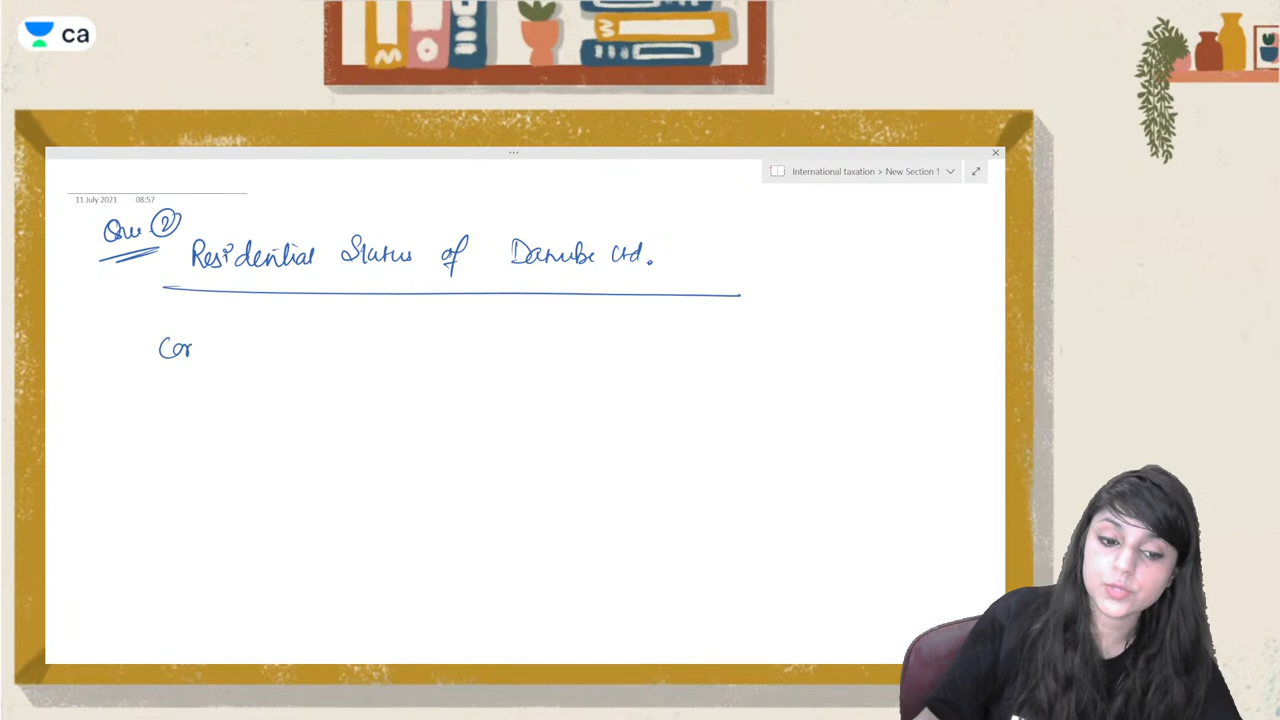 ca
International taxation > New Section 1
11 July 2021 08:57
Que ②
Residential Status of Danube Ltd.
Cor